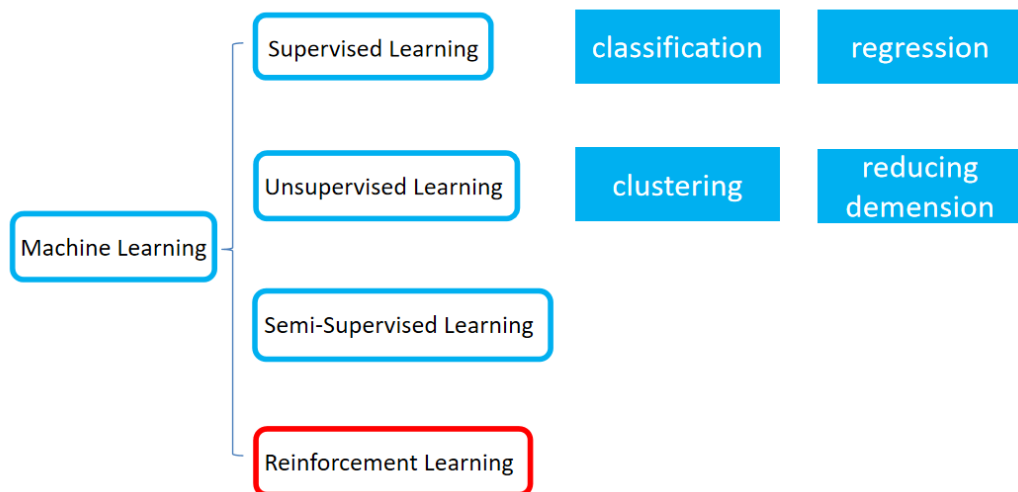 Supervised Learning
classification
regression
Unsupervised Learning
clustering
reducing
demension
Machine Learning
Semi-Supervised Learning
Reinforcement Learning